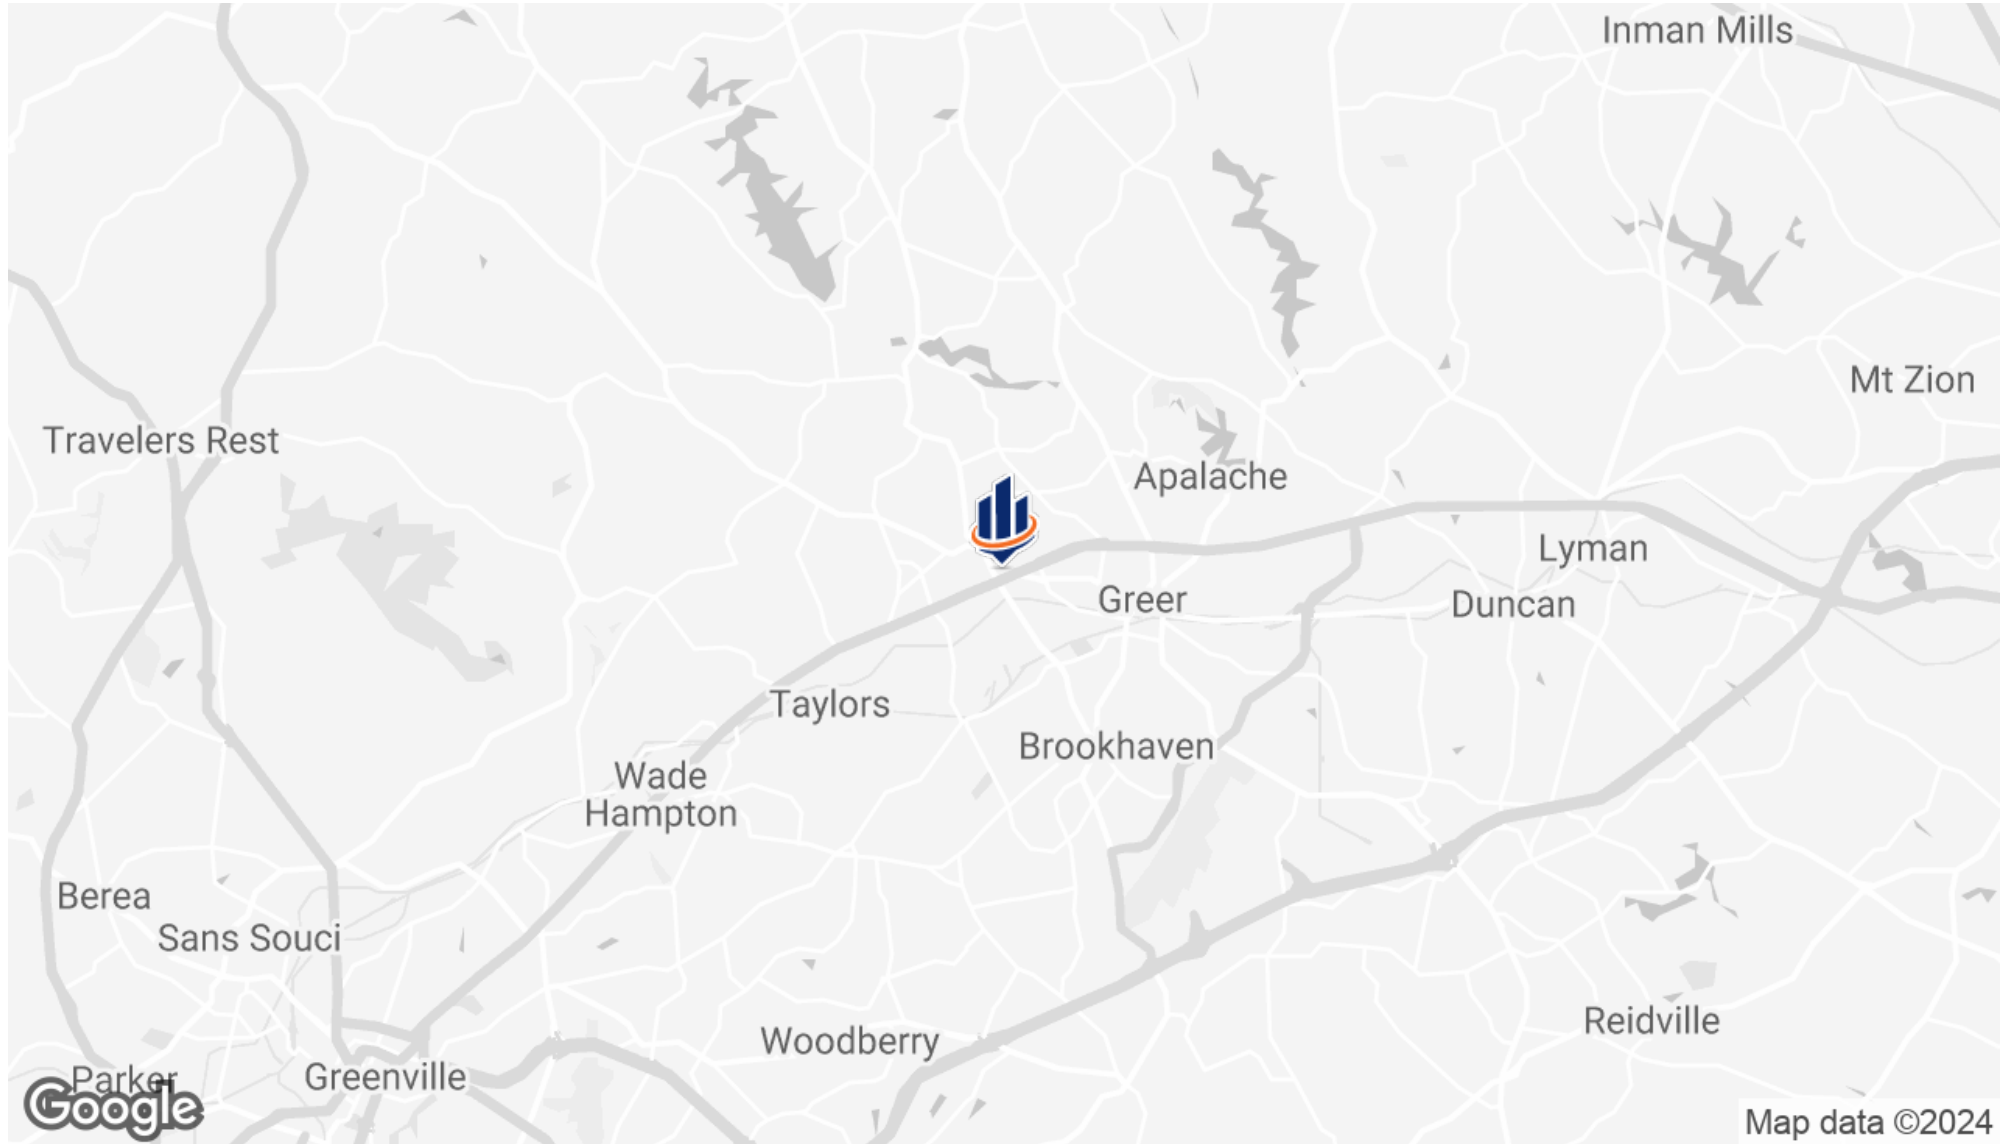 Inman Mills
Mt Zion
Travelers Rest
Apalache
Lyman
Greer
Duncan
Taylors
Brookhaven
Wade
Hampton
Berea
Sans Souci
Reidville
Woodberry
Parker
Greenville
Google
Map data ©2024